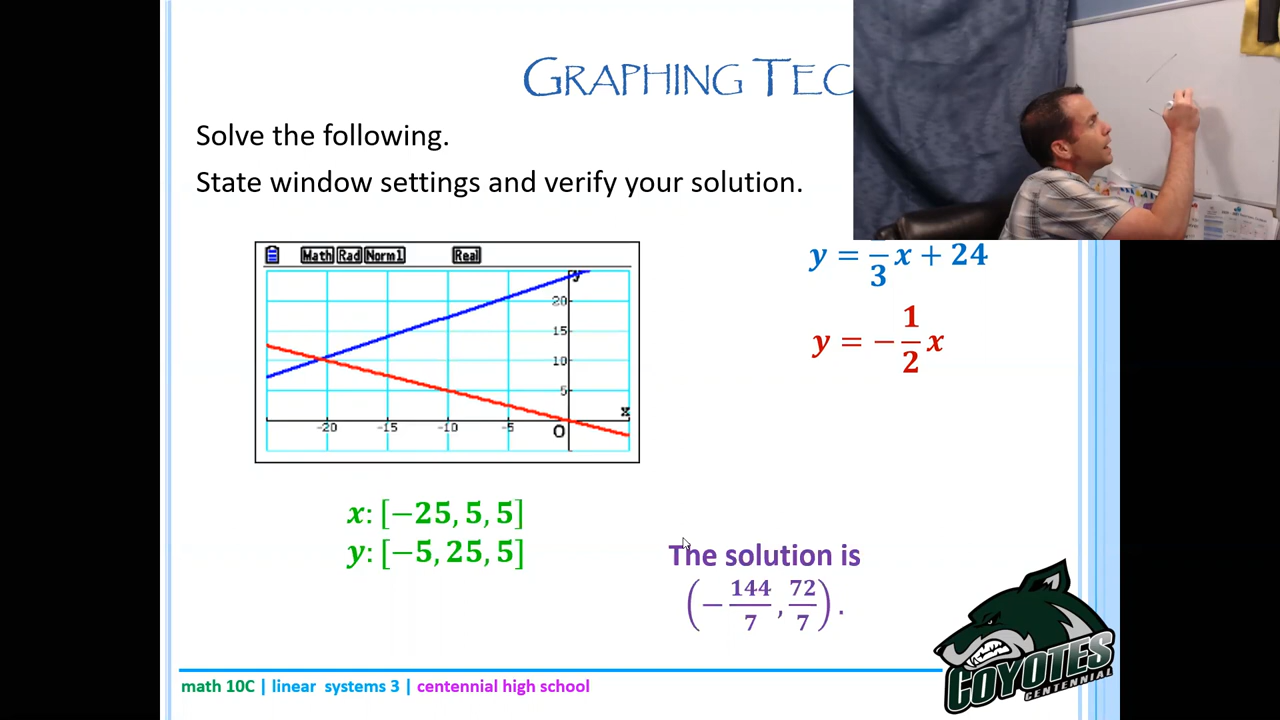 GRAPHING TEC
Solve the following.
State window settings and verify your solution.
y = /3 x + 24
y = −1/2 x
Math Rad Norm1 Real
y
20
15
10
5
x
-20 -15 -10 -5 O
x: [−25, 5, 5]
y: [−5, 25, 5]
The solution is
(−144/7, 72/7).
COYOTES
CENTENNIAL
math 10C | linear systems 3 | centennial high school